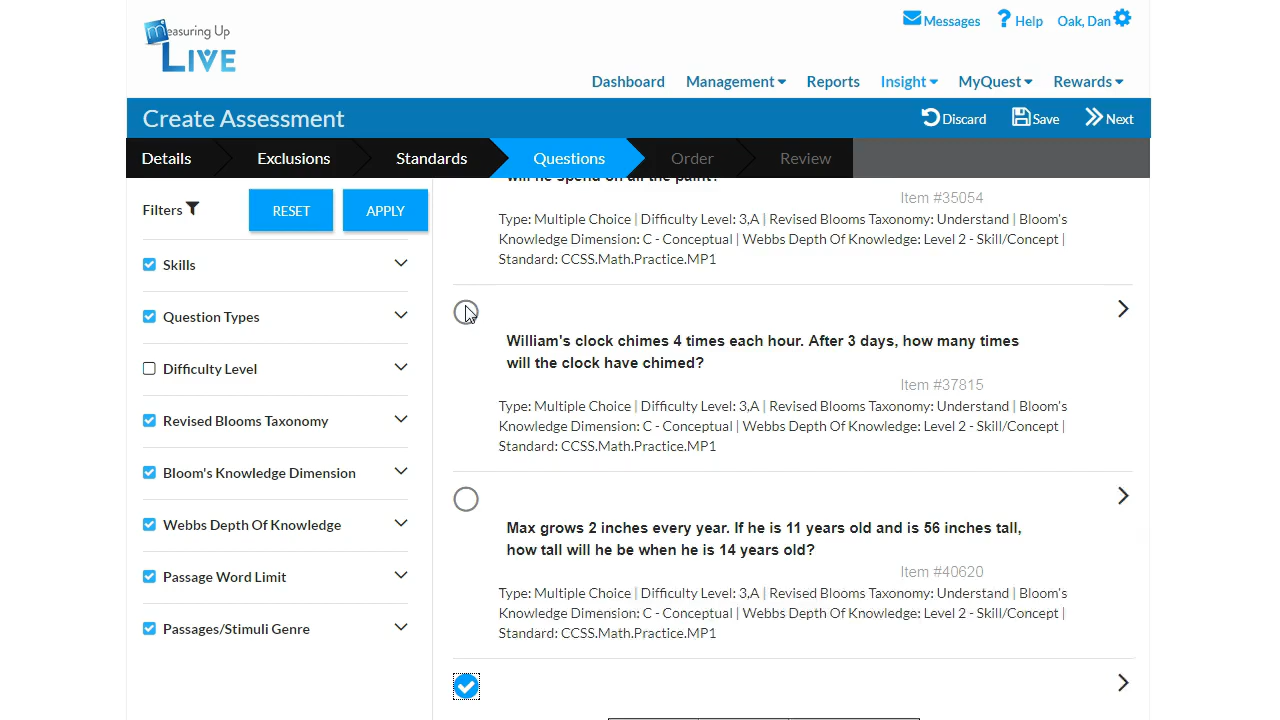 Measuring Up
LIVE
Messages
Help
Oak, Dan
Dashboard
Management
Reports
Insight
MyQuest
Rewards
Create Assessment
Discard
Save
Next
Details
Exclusions
Standards
Questions
Order
Review
Filters
RESET
APPLY
Skills
Question Types
Difficulty Level
Revised Blooms Taxonomy
Bloom's Knowledge Dimension
Webbs Depth Of Knowledge
Passage Word Limit
Passages/Stimuli Genre
will he spend on all the paint?
Item #35054
Type: Multiple Choice | Difficulty Level: 3,A | Revised Blooms Taxonomy: Understand | Bloom's
Knowledge Dimension: C - Conceptual | Webbs Depth Of Knowledge: Level 2 - Skill/Concept |
Standard: CCSS.Math.Practice.MP1
William's clock chimes 4 times each hour. After 3 days, how many times
will the clock have chimed?
Item #37815
Type: Multiple Choice | Difficulty Level: 3,A | Revised Blooms Taxonomy: Understand | Bloom's
Knowledge Dimension: C - Conceptual | Webbs Depth Of Knowledge: Level 2 - Skill/Concept |
Standard: CCSS.Math.Practice.MP1
Max grows 2 inches every year. If he is 11 years old and is 56 inches tall,
how tall will he be when he is 14 years old?
Item #40620
Type: Multiple Choice | Difficulty Level: 3,A | Revised Blooms Taxonomy: Understand | Bloom's
Knowledge Dimension: C - Conceptual | Webbs Depth Of Knowledge: Level 2 - Skill/Concept |
Standard: CCSS.Math.Practice.MP1